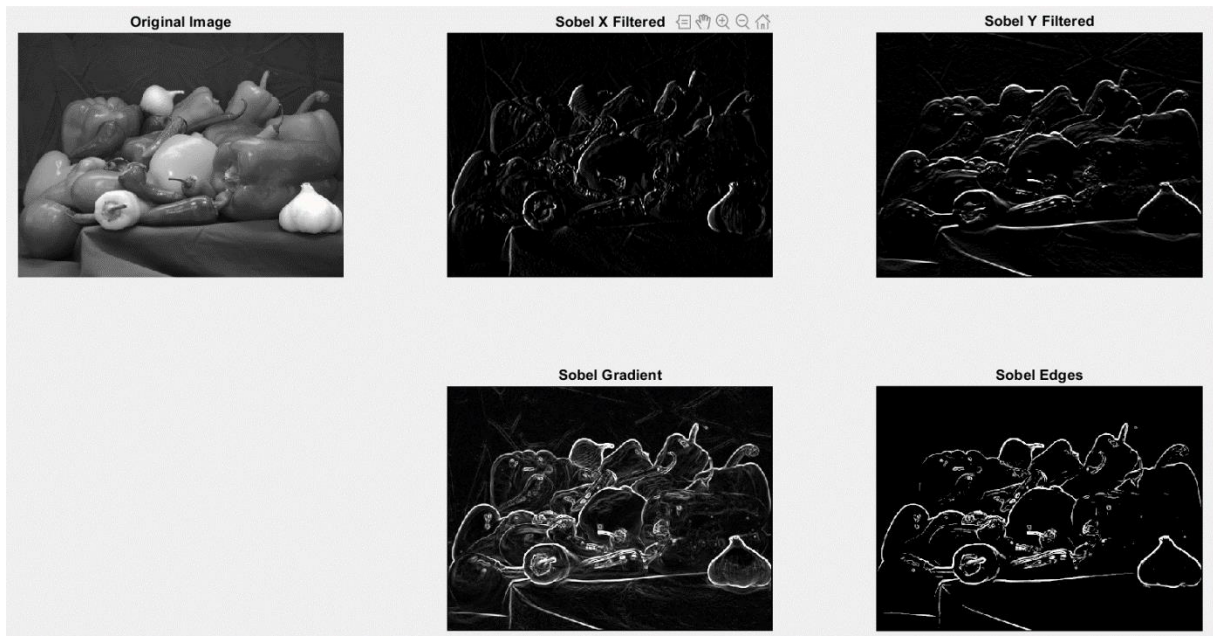 Original Image
Sobel X Filtered
Sobel Y Filtered
Sobel Gradient
Sobel Edges